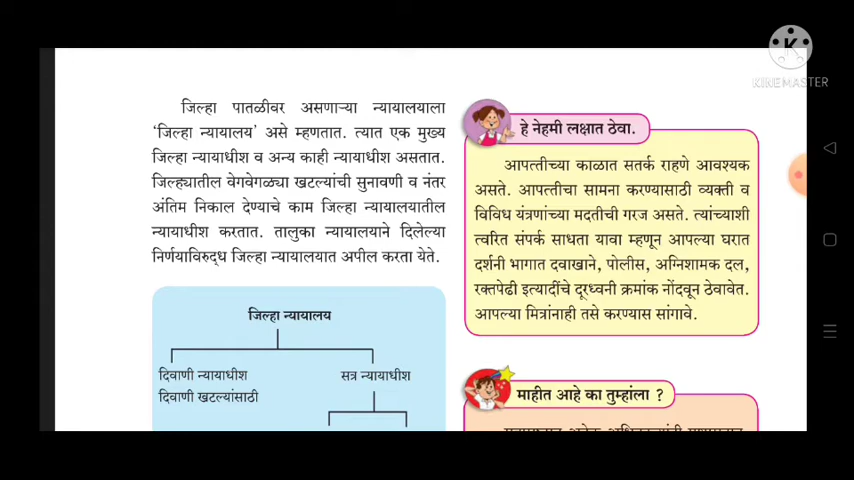 जिल्हा पातळीवर असणाऱ्या न्यायालयाला
‘जिल्हा न्यायालय’ असे म्हणतात. त्यात एक मुख्य
जिल्हा न्यायाधीश व अन्य काही न्यायाधीश असतात.
जिल्ह्यातील वेगवेगळ्या खटल्यांची सुनावणी व नंतर
अंतिम निकाल देण्याचे काम जिल्हा न्यायालयातील
न्यायाधीश करतात. तालुका न्यायालयाने दिलेल्या
निर्णयाविरुद्ध जिल्हा न्यायालयात अपील करता येते.
जिल्हा न्यायालय
दिवाणी न्यायाधीश
दिवाणी खटल्यांसाठी
सत्र न्यायाधीश
हे नेहमी लक्षात ठेवा.
आपत्तीच्या काळात सतर्क राहणे आवश्यक
असते. आपत्तीचा सामना करण्यासाठी व्यक्ती व
विविध यंत्रणांच्या मदतीची गरज असते. त्यांच्याशी
त्वरित संपर्क साधता यावा म्हणून आपल्या घरात
दर्शनी भागात दवाखाने, पोलीस, अग्निशामक दल,
रक्तपेढी इत्यादींचे दूरध्वनी क्रमांक नोंदवून ठेवावेत.
आपल्या मित्रांनाही तसे करण्यास सांगावे.
माहीत आहे का तुम्हांला ?
K
KINEMASTER